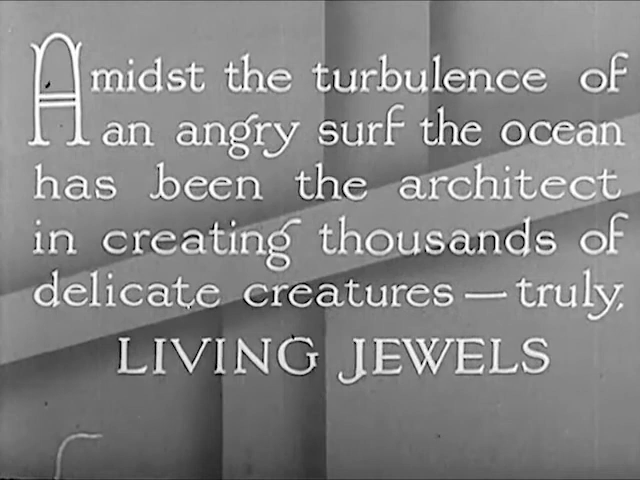 Amidst the turbulence of
an angry surf the ocean
has been the architect
in creating thousands of
delicate creatures — truly,
LIVING JEWELS